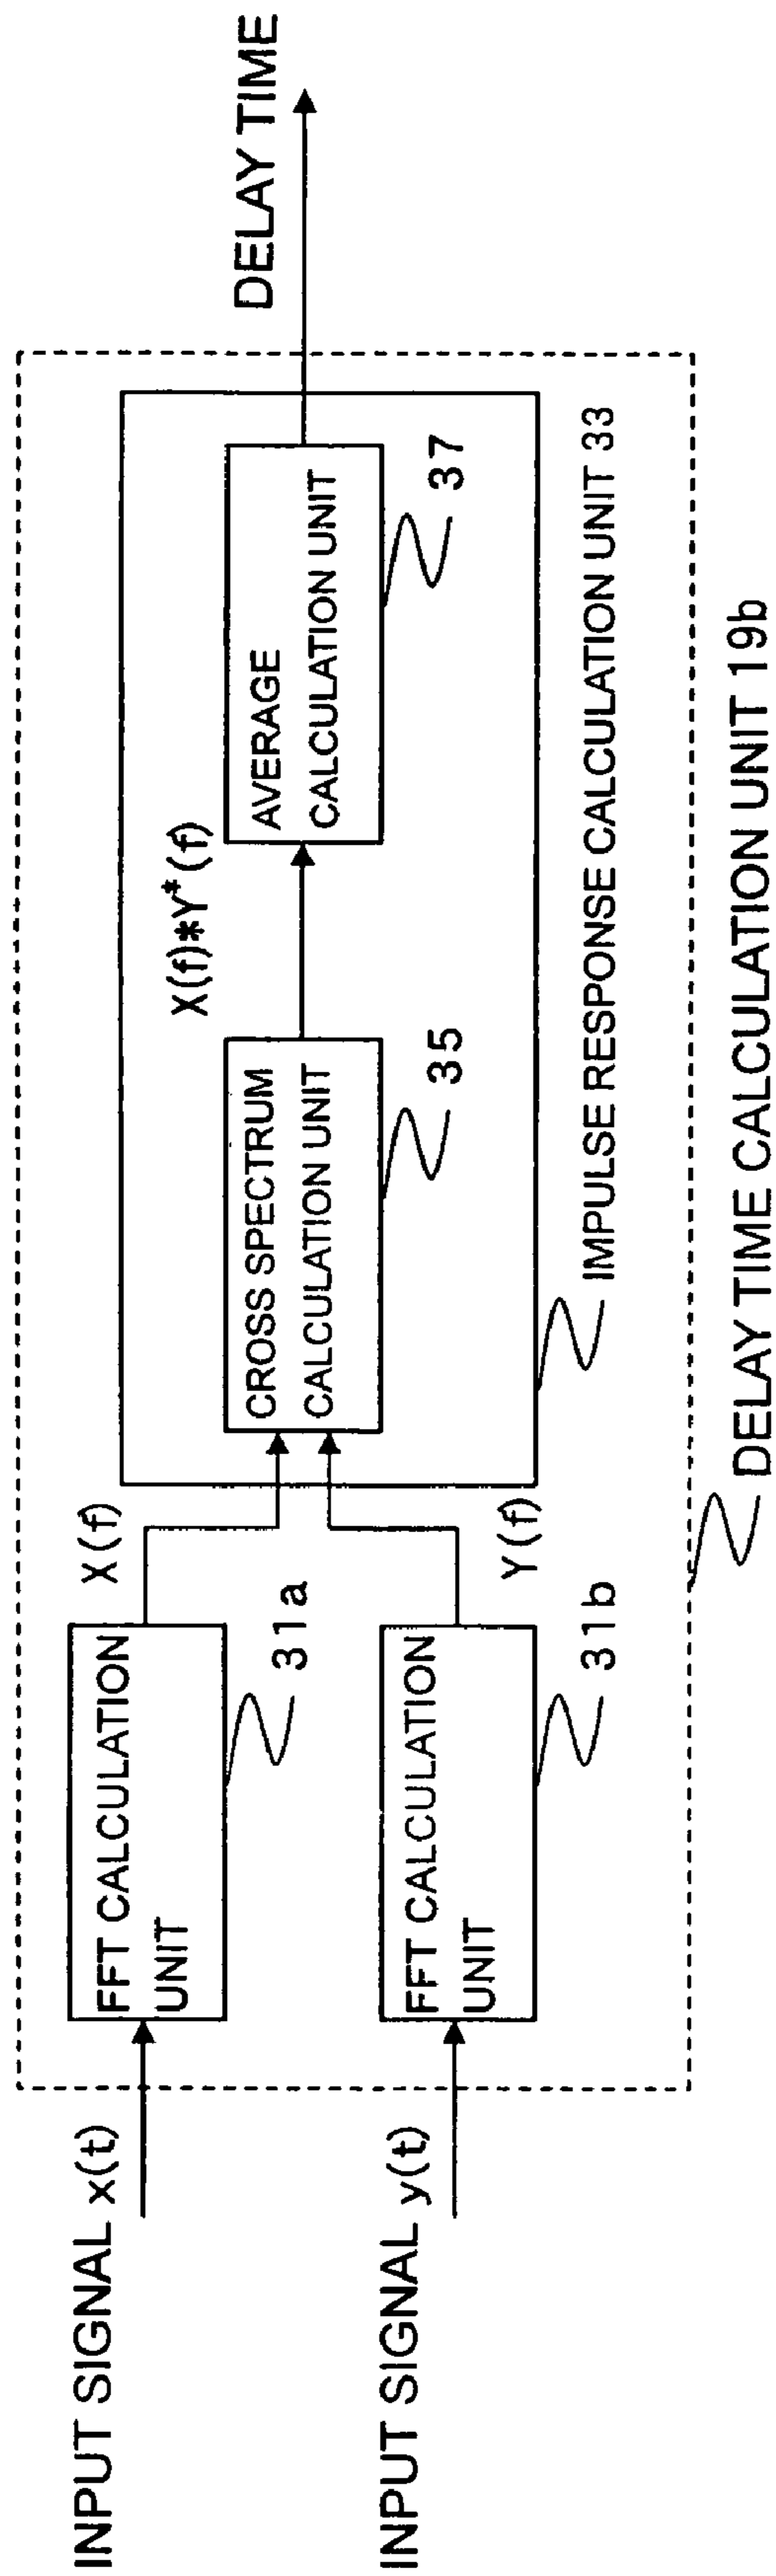 INPUT SIGNAL x(t)
FFT CALCULATION
UNIT
31a
X(f)
INPUT SIGNAL y(t)
FFT CALCULATION
UNIT
31b
Y(f)
CROSS SPECTRUM
CALCULATION UNIT
35
X(f)*Y*(f)
AVERAGE
CALCULATION UNIT
37
IMPULSE RESPONSE CALCULATION UNIT 33
DELAY TIME CALCULATION UNIT 19b
DELAY TIME